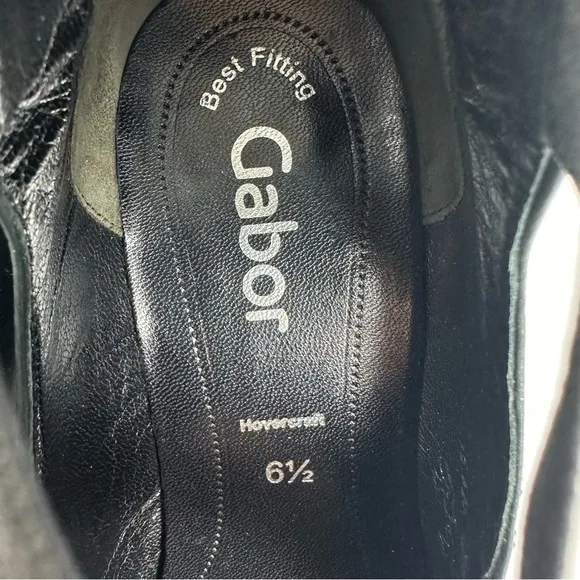 Best Fitting
Gabor
Hovercraft
6½